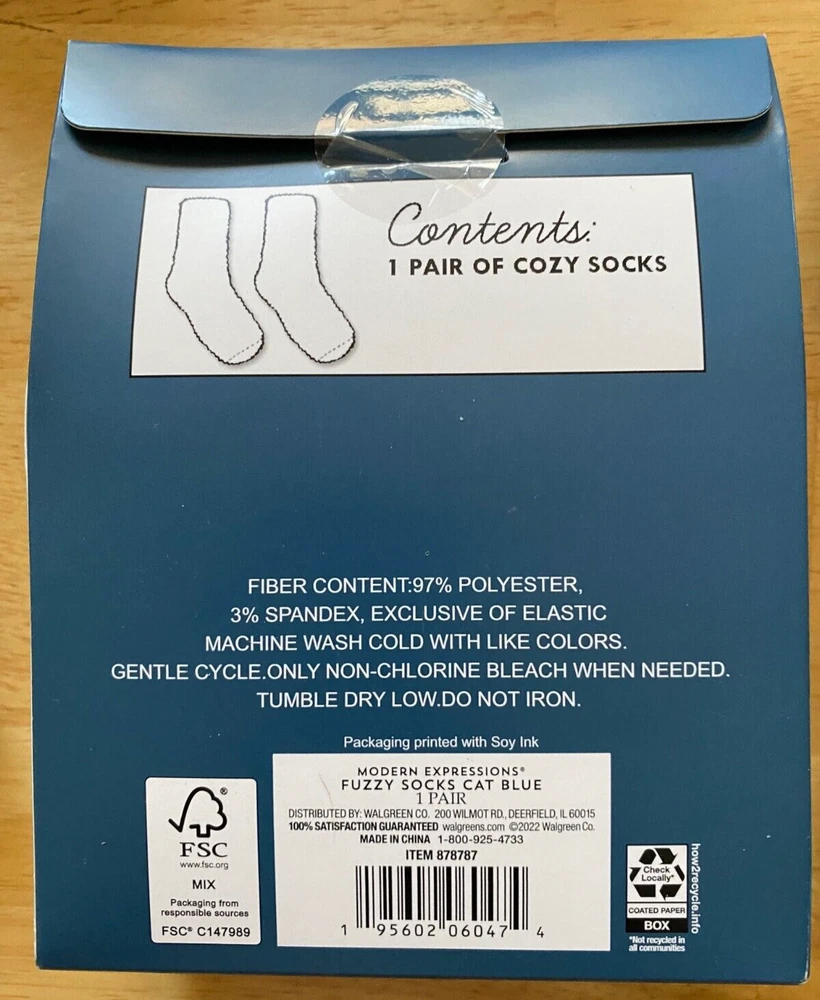 Contents:
1 PAIR OF COZY SOCKS
FIBER CONTENT:97% POLYESTER,
3% SPANDEX, EXCLUSIVE OF ELASTIC
MACHINE WASH COLD WITH LIKE COLORS.
GENTLE CYCLE.ONLY NON-CHLORINE BLEACH WHEN NEEDED.
TUMBLE DRY LOW.DO NOT IRON.
Packaging printed with Soy Ink
®
FSC
www.fsc.org
MIX
Packaging from
responsible sources
FSC® C147989
MODERN EXPRESSIONS®
FUZZY SOCKS CAT BLUE
1 PAIR
DISTRIBUTED BY: WALGREEN CO. 200 WILMOT RD., DEERFIELD, IL 60015
100% SATISFACTION GUARANTEED walgreens.com ©2022 Walgreen Co.
MADE IN CHINA 1-800-925-4733
ITEM 878787
1 95602 06047 4
Check
Locally*
COATED PAPER
BOX
*Not recycled in
all communities
how2recycle.info